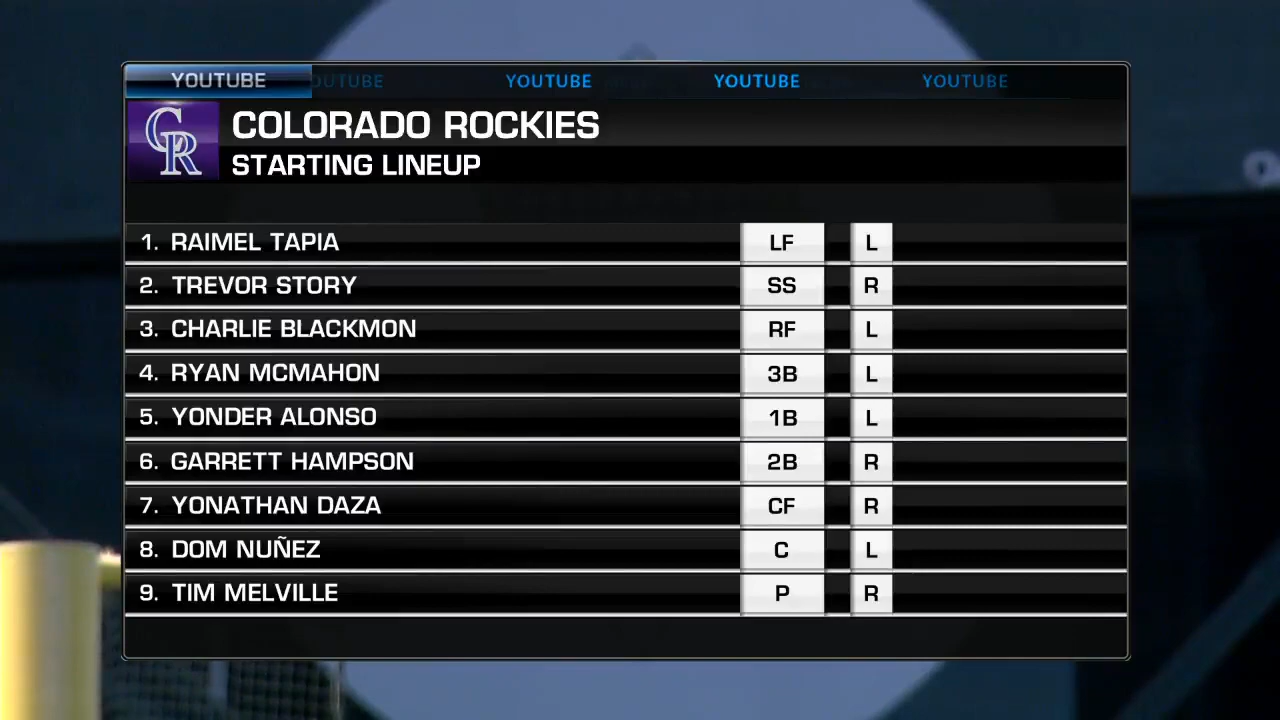 YOUTUBE OUTUBE YOUTUBE YOUTUBE YOUTUBE
CR
COLORADO ROCKIES
STARTING LINEUP
1. RAIMEL TAPIA LF L
2. TREVOR STORY SS R
3. CHARLIE BLACKMON RF L
4. RYAN MCMAHON 3B L
5. YONDER ALONSO 1B L
6. GARRETT HAMPSON 2B R
7. YONATHAN DAZA CF R
8. DOM NUÑEZ C L
9. TIM MELVILLE P R